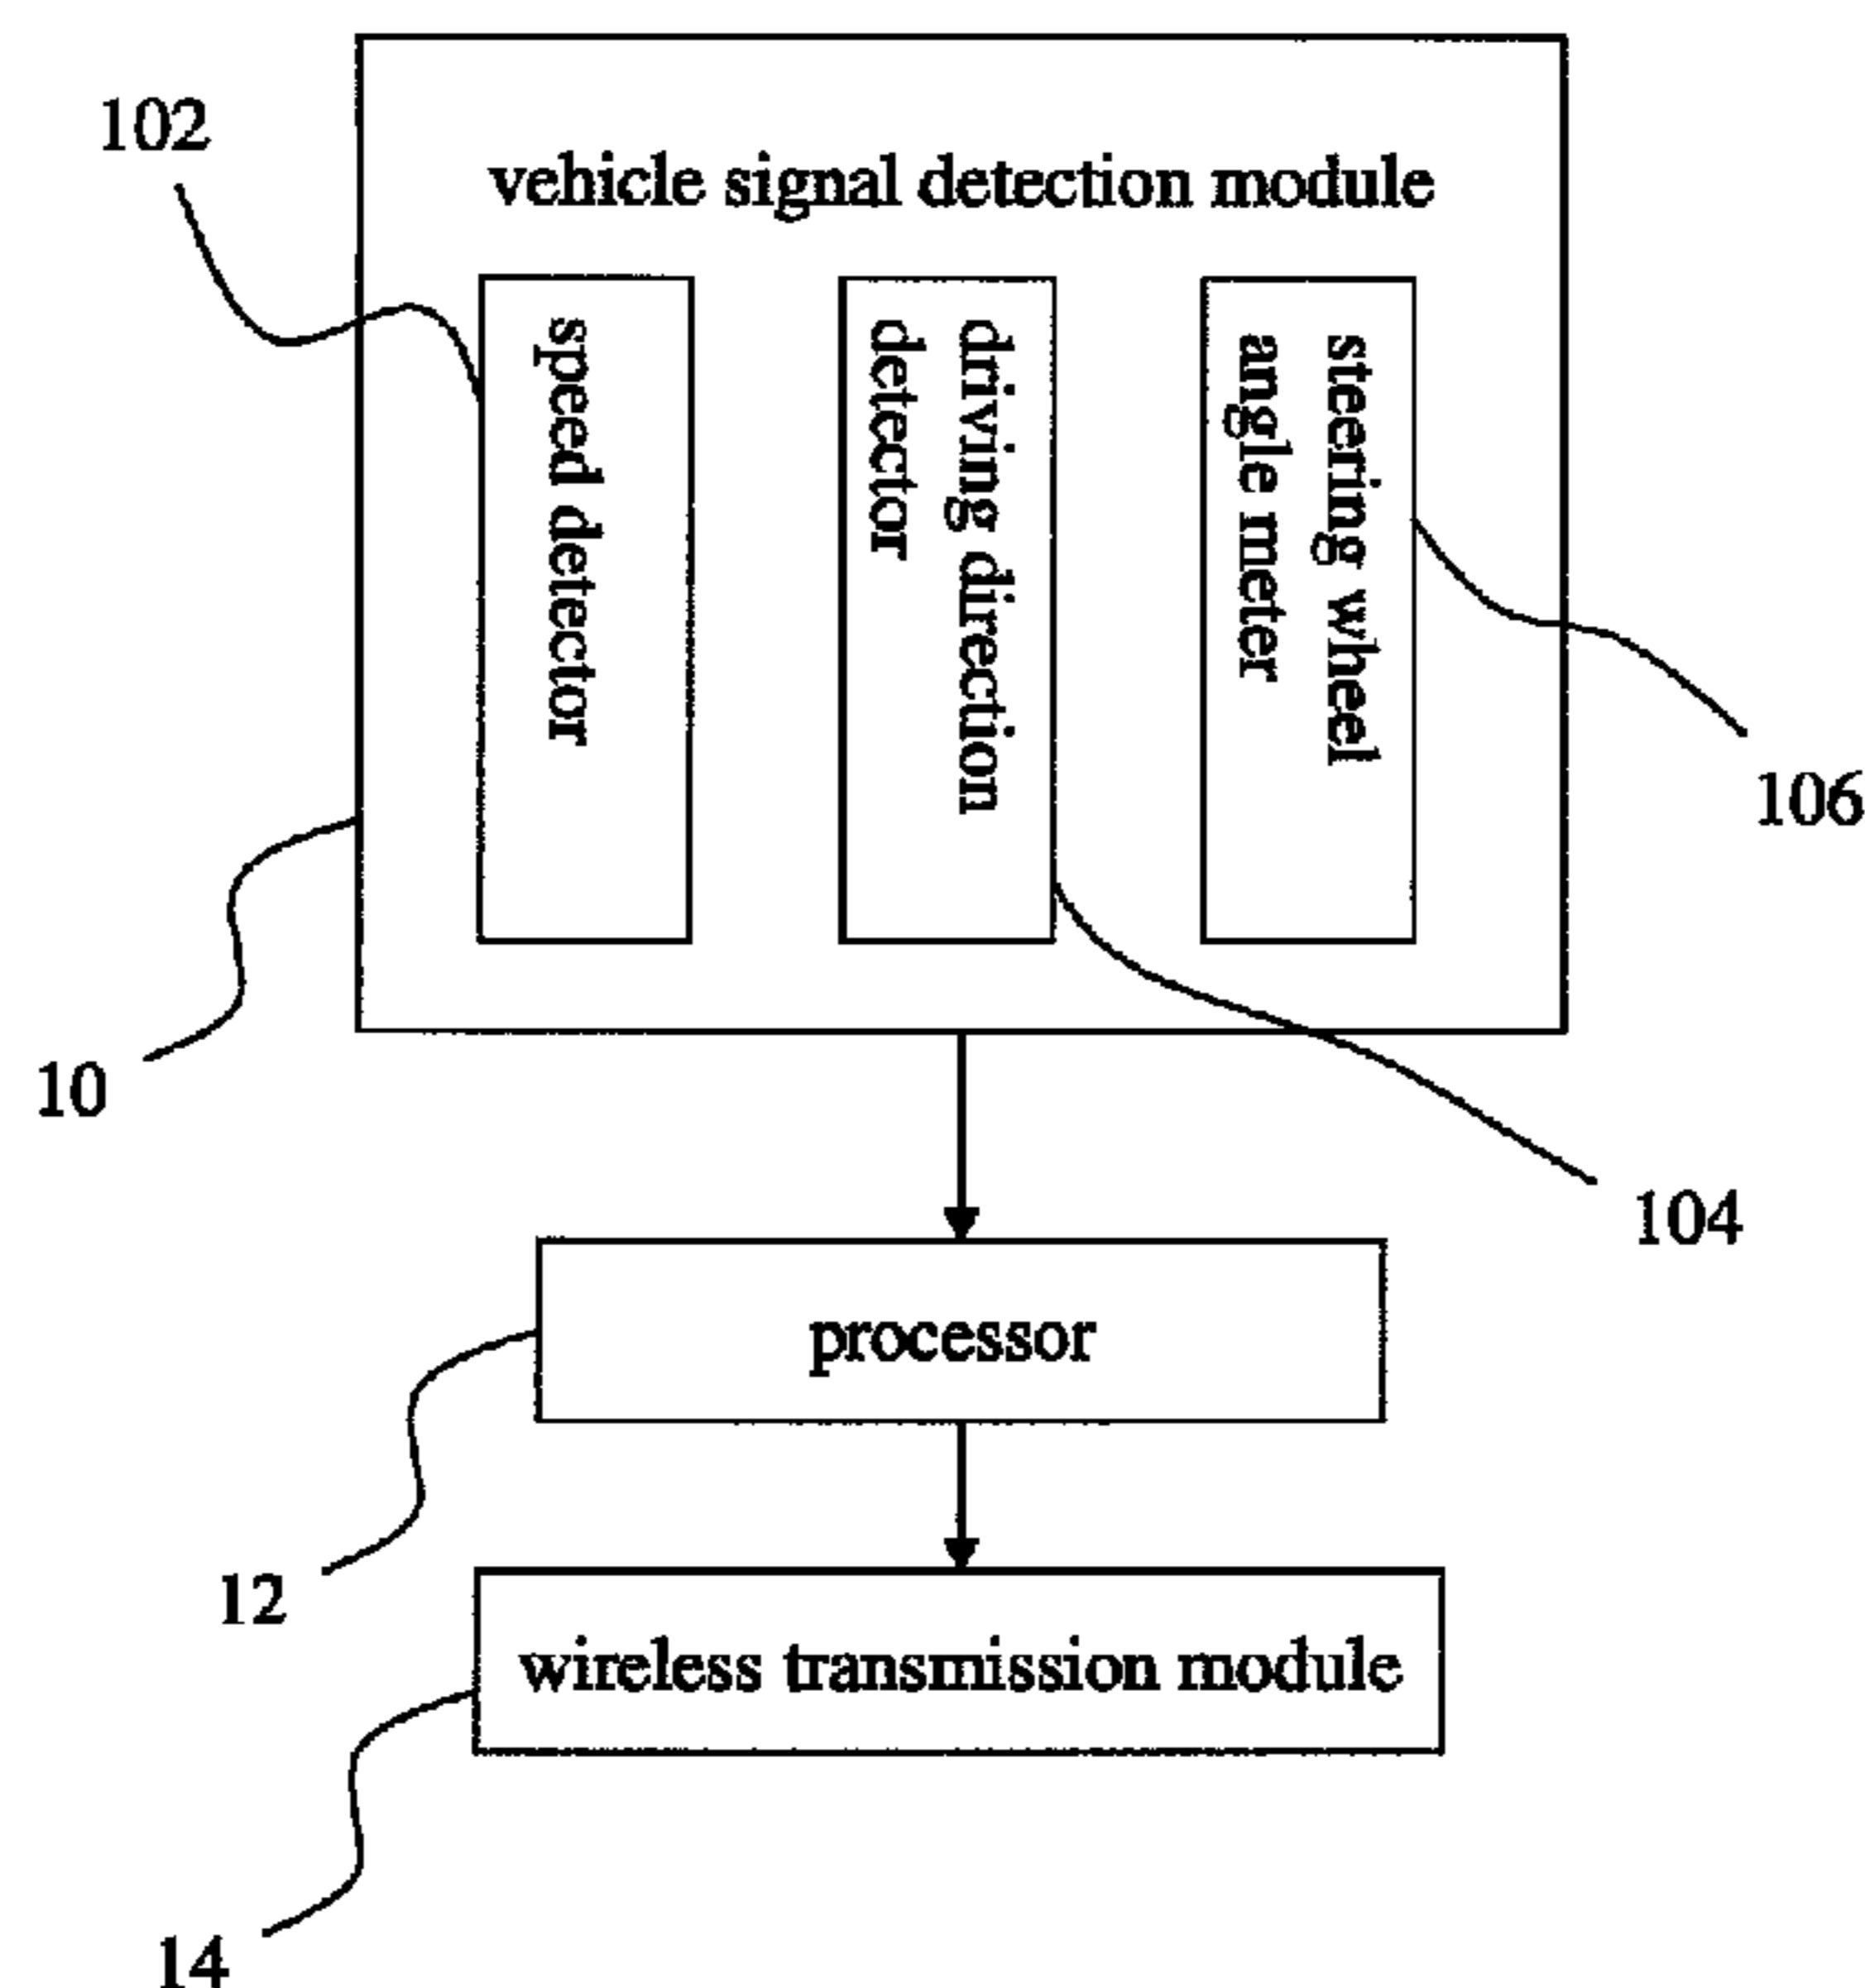 102
vehicle signal detection module
speed detector
driving direction
detector
steering wheel
angle meter
106
10
104
processor
12
wireless transmission module
14